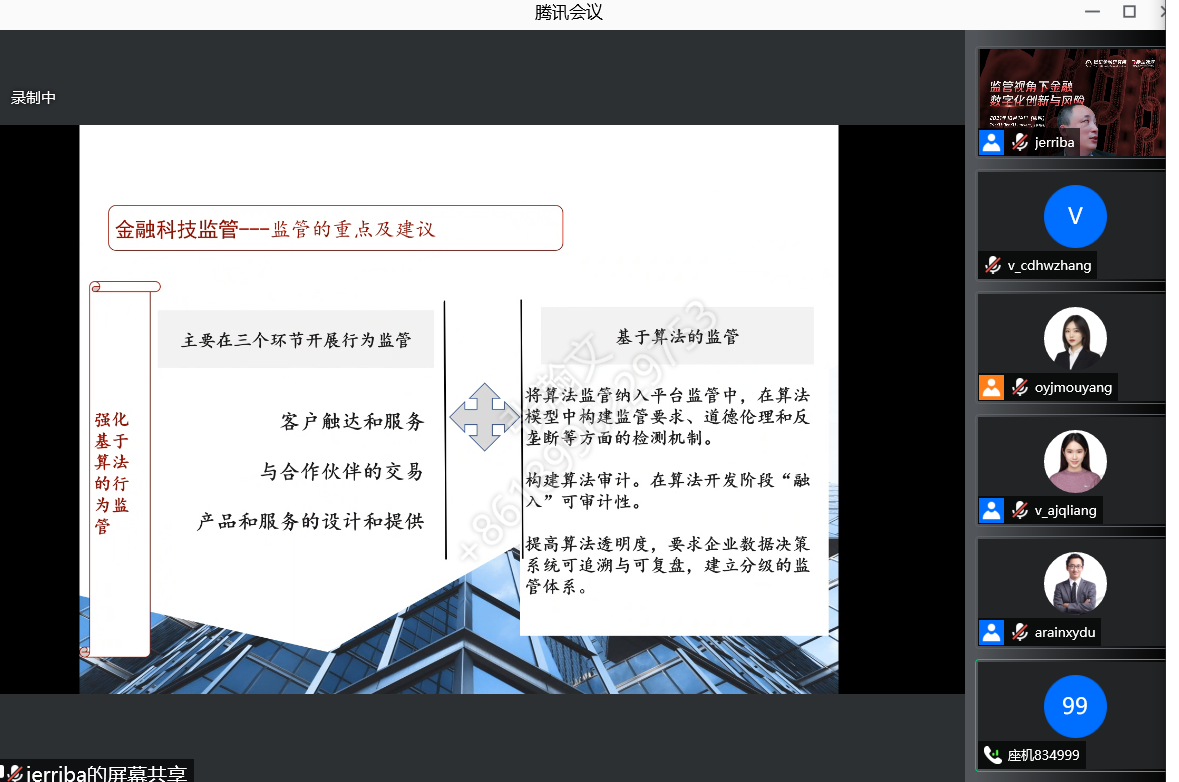 腾讯会议
录制中
金融科技监管---监管的重点及建议
强化
基于
算法
的行
为监
管
主要在三个环节开展行为监管
客户触达和服务
与合作伙伴的交易
产品和服务的设计和提供
基于算法的监管
将算法监管纳入平台监管中，在算法
模型中构建监管要求、道德伦理和反
垄断等方面的检测机制。
构建算法审计。在算法开发阶段“融
入”可审计性。
提高算法透明度，要求企业数据决策
系统可追溯与可复盘，建立分级的监
管体系。
监管视角下金融
数字化创新与风险
jerriba
V
v_cdhwzhang
oyjmouyang
v_ajqliang
arainxydu
99
座机834999
jerriba的屏幕共享